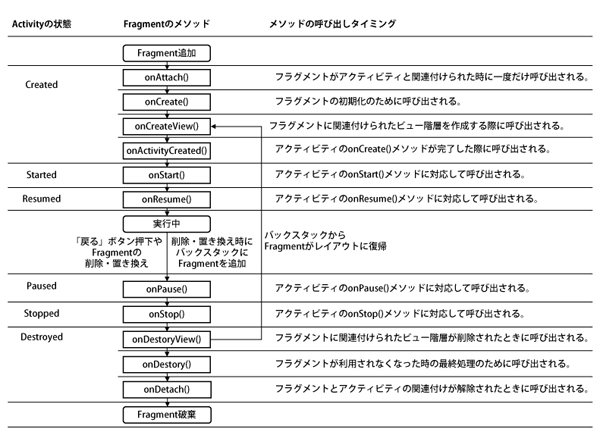 Activityの状態 Fragmentのメソッド メソッドの呼び出しタイミング
Fragment追加
Created
onAttach() フラグメントがアクティビティと関連付けられた時に一度だけ呼び出される。
onCreate() フラグメントの初期化のために呼び出される。
onCreateView() フラグメントに関連付けられたビュー階層を作成する際に呼び出される。
onActivityCreated() アクティビティのonCreate()メソッドが完了した際に呼び出される。
Started onStart() アクティビティのonStart()メソッドに対応して呼び出される。
Resumed onResume() アクティビティのonResume()メソッドに対応して呼び出される。
実行中
「戻る」ボタン押下や
Fragmentの
削除・置き換え
削除・置き換え時に
バックスタックに
Fragmentを追加
バックスタックから
Fragmentがレイアウトに復帰
Paused onPause() アクティビティのonPause()メソッドに対応して呼び出される。
Stopped onStop() アクティビティのonStop()メソッドに対応して呼び出される。
Destroyed onDestoryView() フラグメントに関連付けられたビュー階層が削除されたときに呼び出される。
onDestory() フラグメントが利用されなくなった時の最終処理のために呼び出される。
onDetach() フラグメントとアクティビティの関連付けが解除されたときに呼び出される。
Fragment破棄